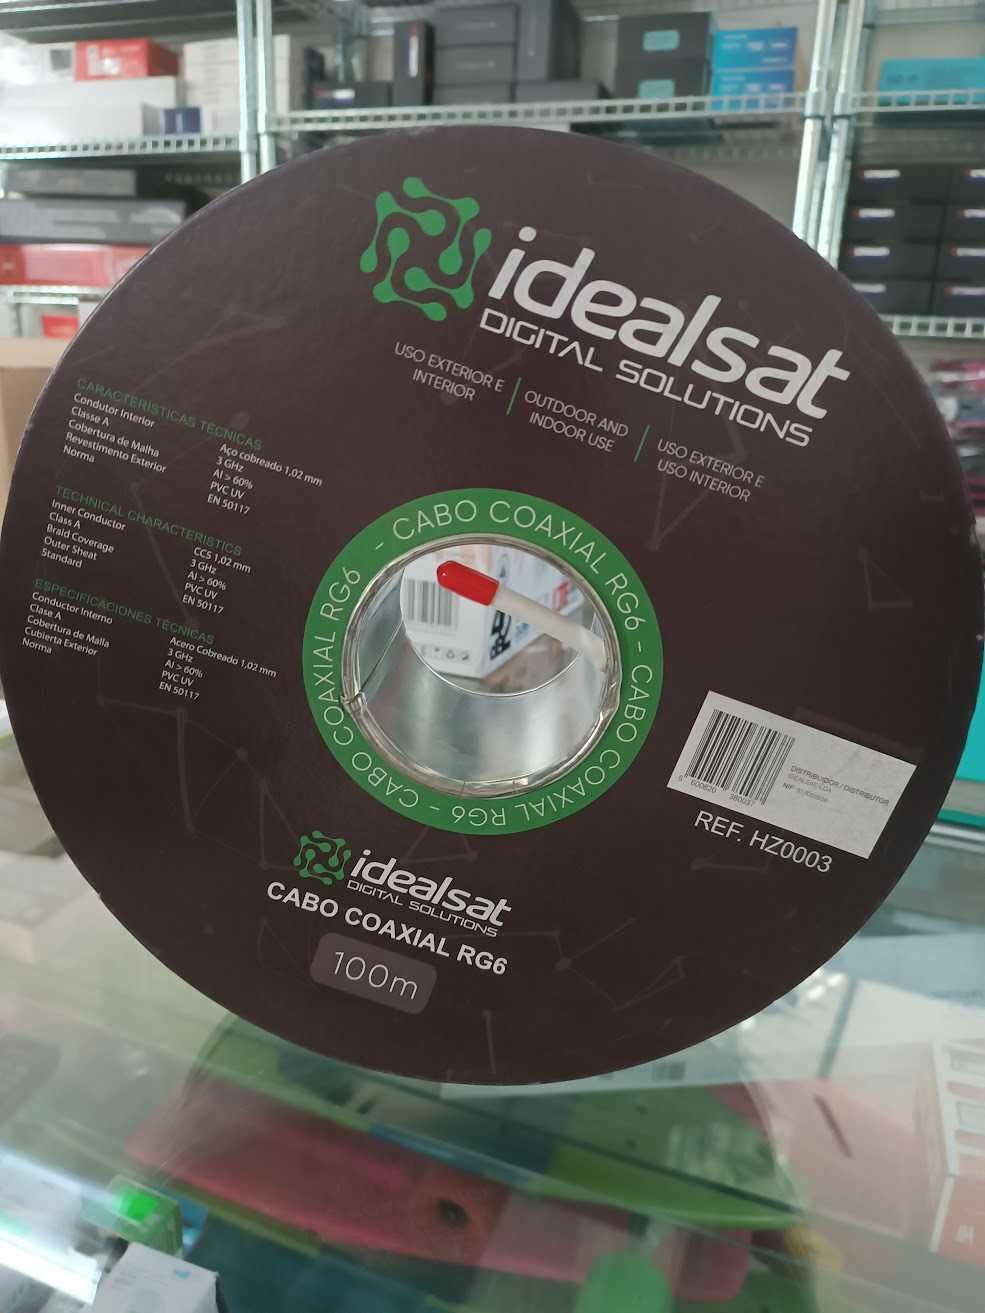 idealsat
DIGITAL SOLUTIONS
USO EXTERIOR E
INTERIOR
OUTDOOR AND
INDOOR USE
USO EXTERIOR E
USO INTERIOR
CARACTERÍSTICAS TÉCNICAS
Condutor Interior Aço cobreado 1,02 mm
Classe A 3 GHz
Cobertura de Malha Al > 60%
Revestimento Exterior PVC UV
Norma EN 50117
TECHNICAL CHARACTERISTICS
Inner Conductor CCS 1,02 mm
Class A 3 GHz
Braid Coverage Al > 60%
Outer Sheat PVC UV
Standard EN 50117
ESPECIFICACIONES TÉCNICAS
Conductor Interno Acero Cobreado 1,02 mm
Clase A 3 GHz
Cobertura de Malla Al > 60%
Cubierta Exterior PVC UV
Norma EN 50117
- CABO COAXIAL RG6 - CABO COAXIAL RG6 - CABO COAXIAL RG6
DISTRIBUIDOR / DISTRIBUTOR
NIF
5 600820 380037
REF. HZ0003
idealsat
DIGITAL SOLUTIONS
CABO COAXIAL RG6
100m